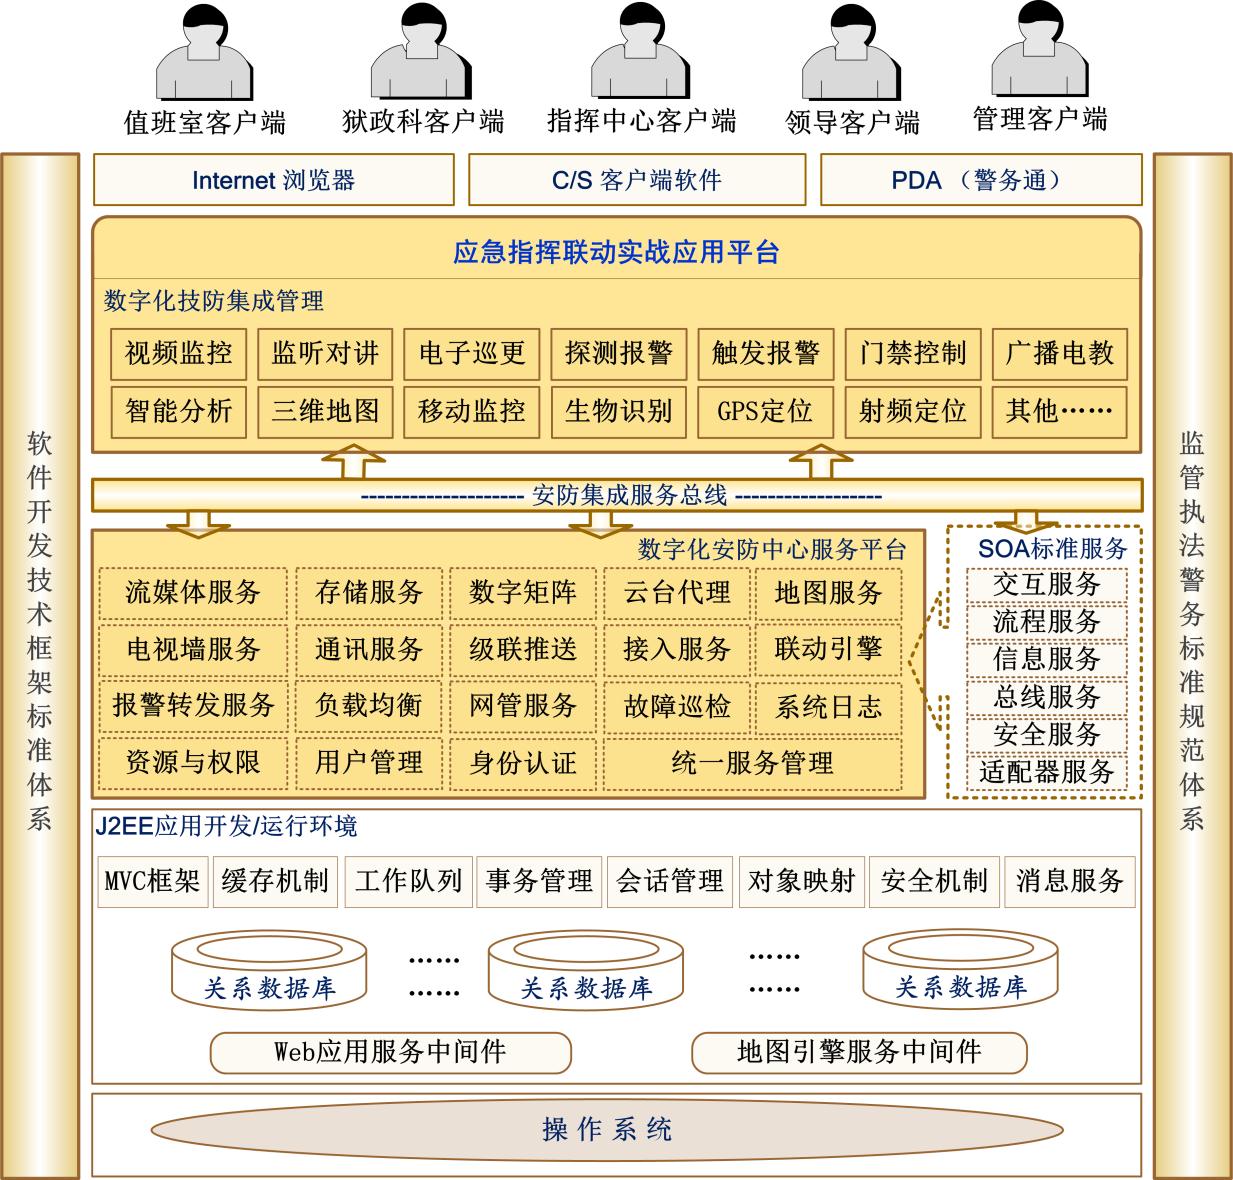 值班室客户端
狱政科客户端
指挥中心客户端
领导客户端
管理客户端
Internet 浏览器
C/S 客户端软件
PDA （警务通）
应急指挥联动实战应用平台
数字化技防集成管理
视频监控
监听对讲
电子巡更
探测报警
触发报警
门禁控制
广播电教
智能分析
三维地图
移动监控
生物识别
GPS定位
射频定位
其他……
-------------------- 安防集成服务总线 ------------------
数字化安防中心服务平台
流媒体服务
存储服务
数字矩阵
云台代理
地图服务
电视墙服务
通讯服务
级联推送
接入服务
联动引擎
报警转发服务
负载均衡
网管服务
故障巡检
系统日志
资源与权限
用户管理
身份认证
统一服务管理
SOA标准服务
交互服务
流程服务
信息服务
总线服务
安全服务
适配器服务
J2EE应用开发/运行环境
MVC框架
缓存机制
工作队列
事务管理
会话管理
对象映射
安全机制
消息服务
关系数据库
……
……
关系数据库
……
……
关系数据库
Web应用服务中间件
地图引擎服务中间件
操作系统
软件开发技术框架标准体系
监管执法警务标准规范体系